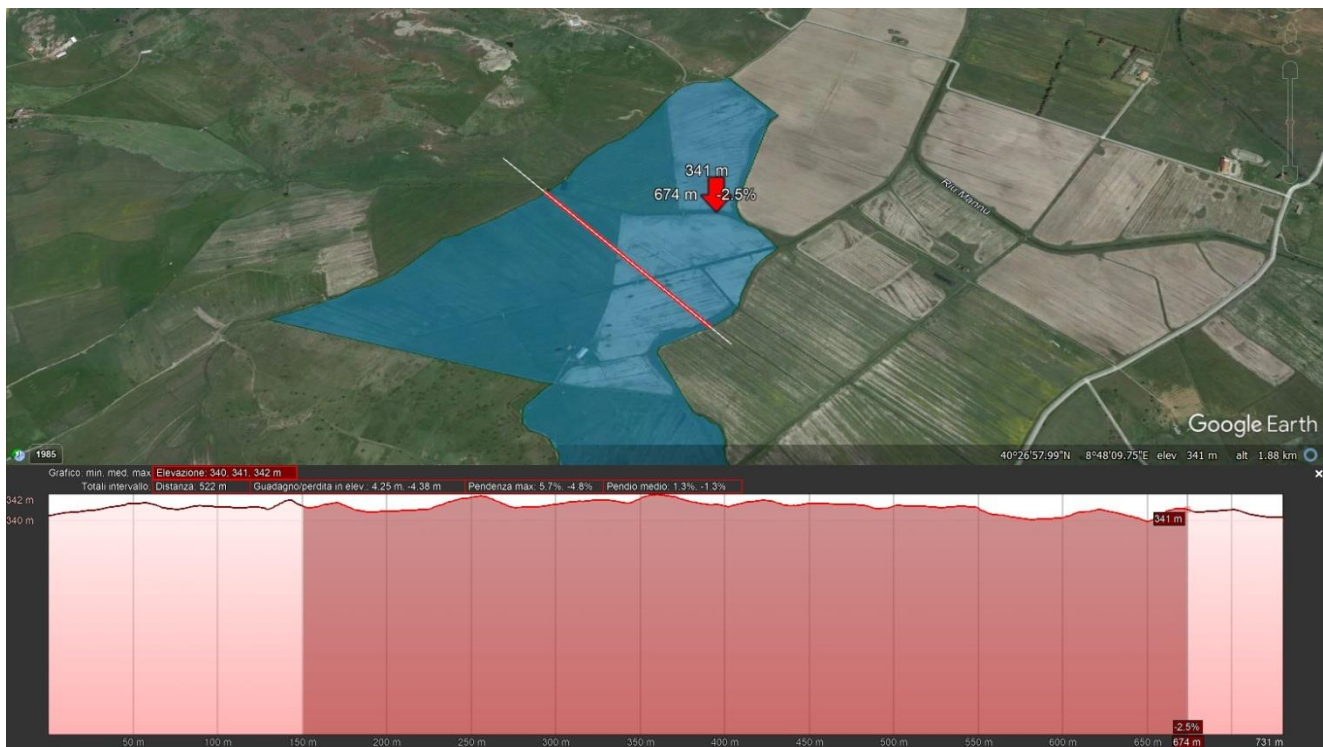 341 m
674 m -2.5%
Riu Mannu
Google Earth
1985
40°26'57.99"N 8°48'09.75"E elev 341 m alt 1.88 km
Grafico: min. med. max Elevazione: 340, 341, 342 m
Totali intervallo: Distanza: 522 m Guadagno/perdita in elev.: 4.25 m. -4.38 m Pendenza max: 5.7%. -4.8% Pendio medio: 1.3%. -1.3%
342 m
340 m
341 m
-2.5%
50 m 100 m 150 m 200 m 250 m 300 m 350 m 400 m 450 m 500 m 550 m 600 m 650 m 674 m 731 m